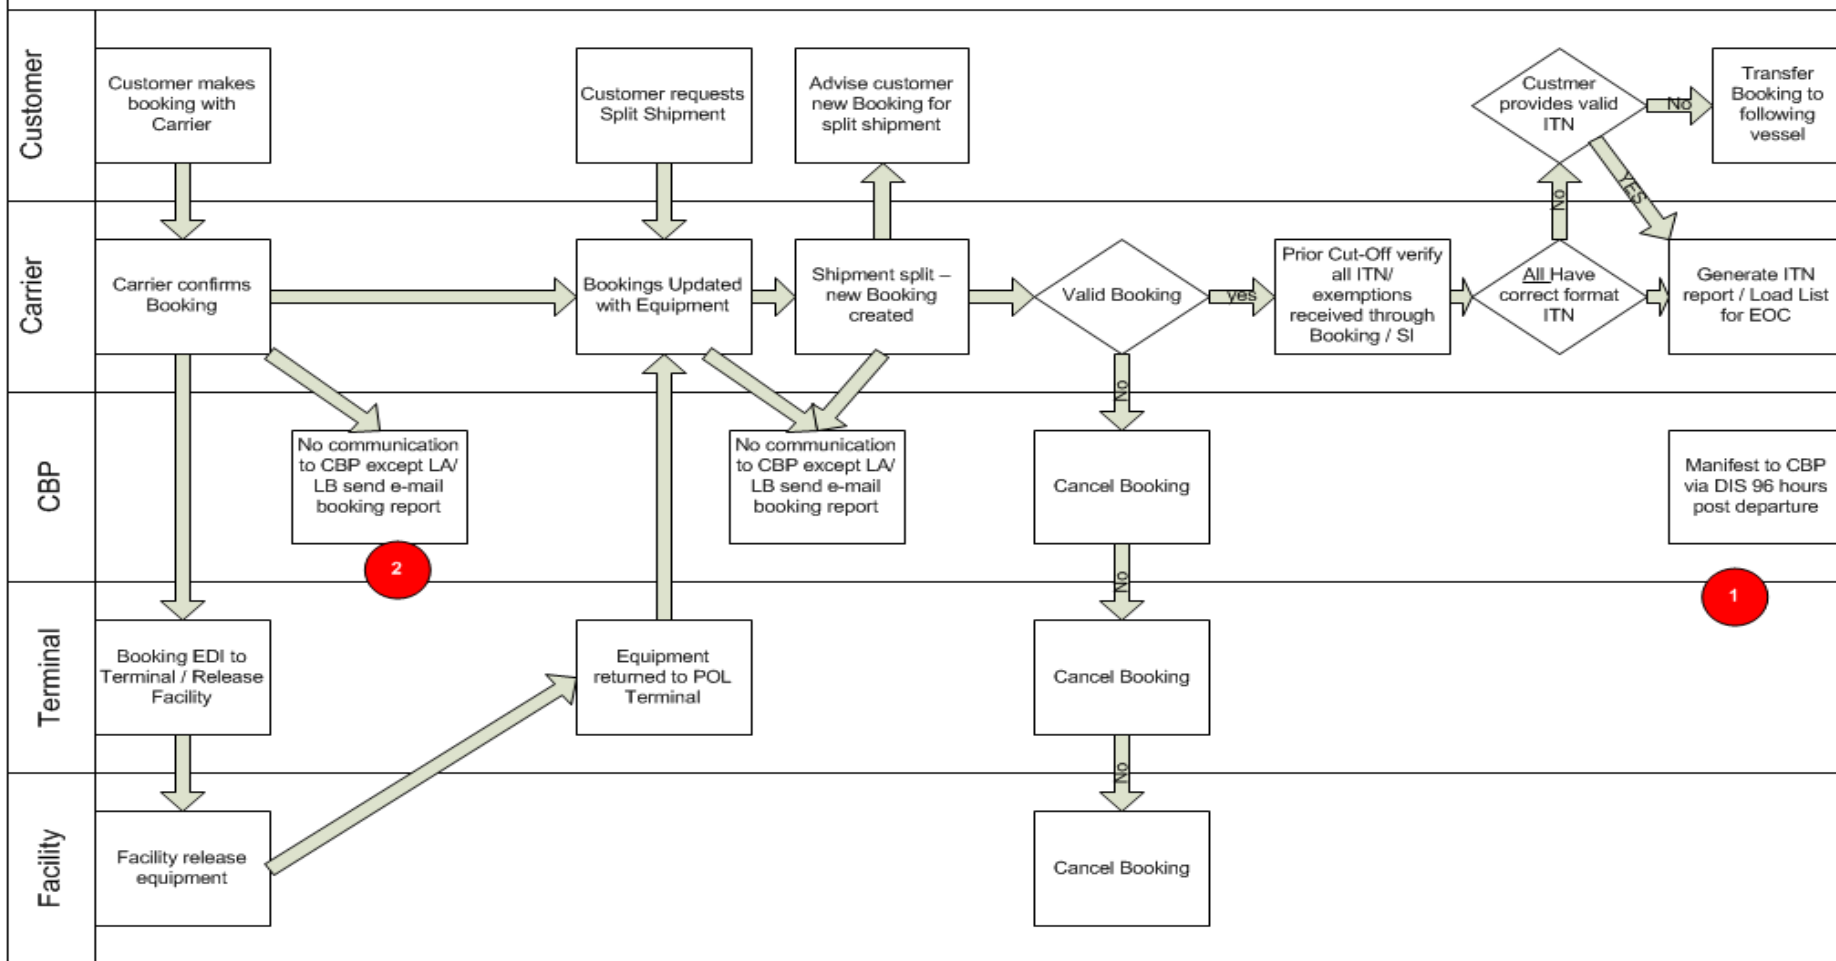 Customer
Customer makes
booking with
Carrier
Customer requests
Split Shipment
Advise customer
new Booking for
split shipment
Custmer
provides valid
ITN
No
Transfer
Booking to
following
vessel
YES
No
Carrier
Carrier confirms
Booking
Bookings Updated
with Equipment
Shipment split –
new Booking
created
Valid Booking
yes
Prior Cut-Off verify
all ITN/
exemptions
received through
Booking / SI
All Have
correct format
ITN
Generate ITN
report / Load List
for EOC
No
CBP
No communication
to CBP except LA/
LB send e-mail
booking report
2
No communication
to CBP except LA/
LB send e-mail
booking report
Cancel Booking
Manifest to CBP
via DIS 96 hours
post departure
1
No
Terminal
Booking EDI to
Terminal / Release
Facility
Equipment
returned to POL
Terminal
Cancel Booking
No
Facility
Facility release
equipment
Cancel Booking